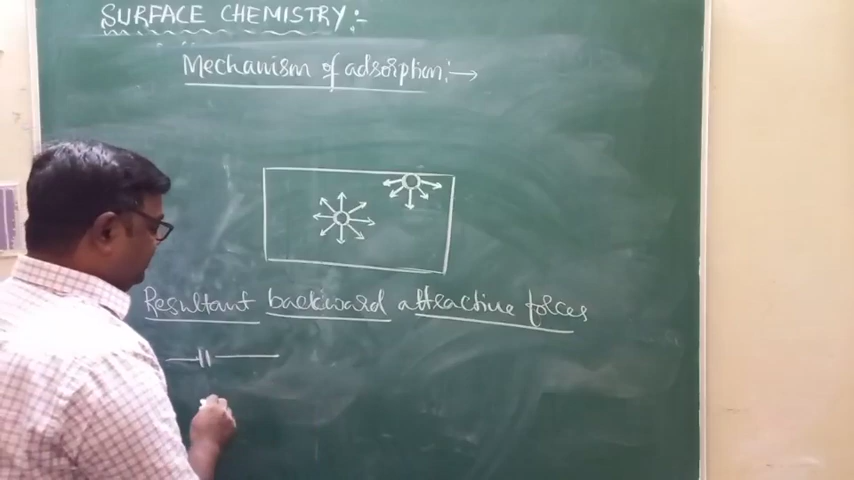 SURFACE CHEMISTRY:-
Mechanism of adsorption:→
Resultant backward attractive forces